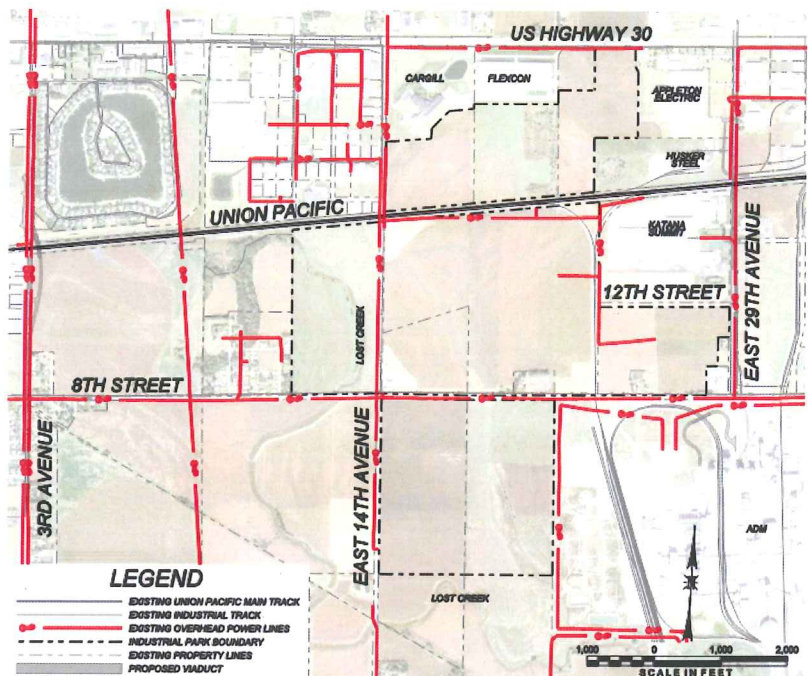 US HIGHWAY 30
CARGILL
FLEXCON
APPLETON
ELECTRIC
HUSKER
STEEL
UNION PACIFIC
KATANA
SUMMIT
12TH STREET
EAST 29TH AVENUE
LOST CREEK
8TH STREET
3RD AVENUE
EAST 14TH AVENUE
ADM
LOST CREEK
LEGEND
EXISTING UNION PACIFIC MAIN TRACK
EXISTING INDUSTRIAL TRACK
EXISTING OVERHEAD POWER LINES
INDUSTRIAL PARK BOUNDARY
EXISTING PROPERTY LINES
PROPOSED VIADUCT
1,000 0 1,000 2,000
SCALE IN FEET